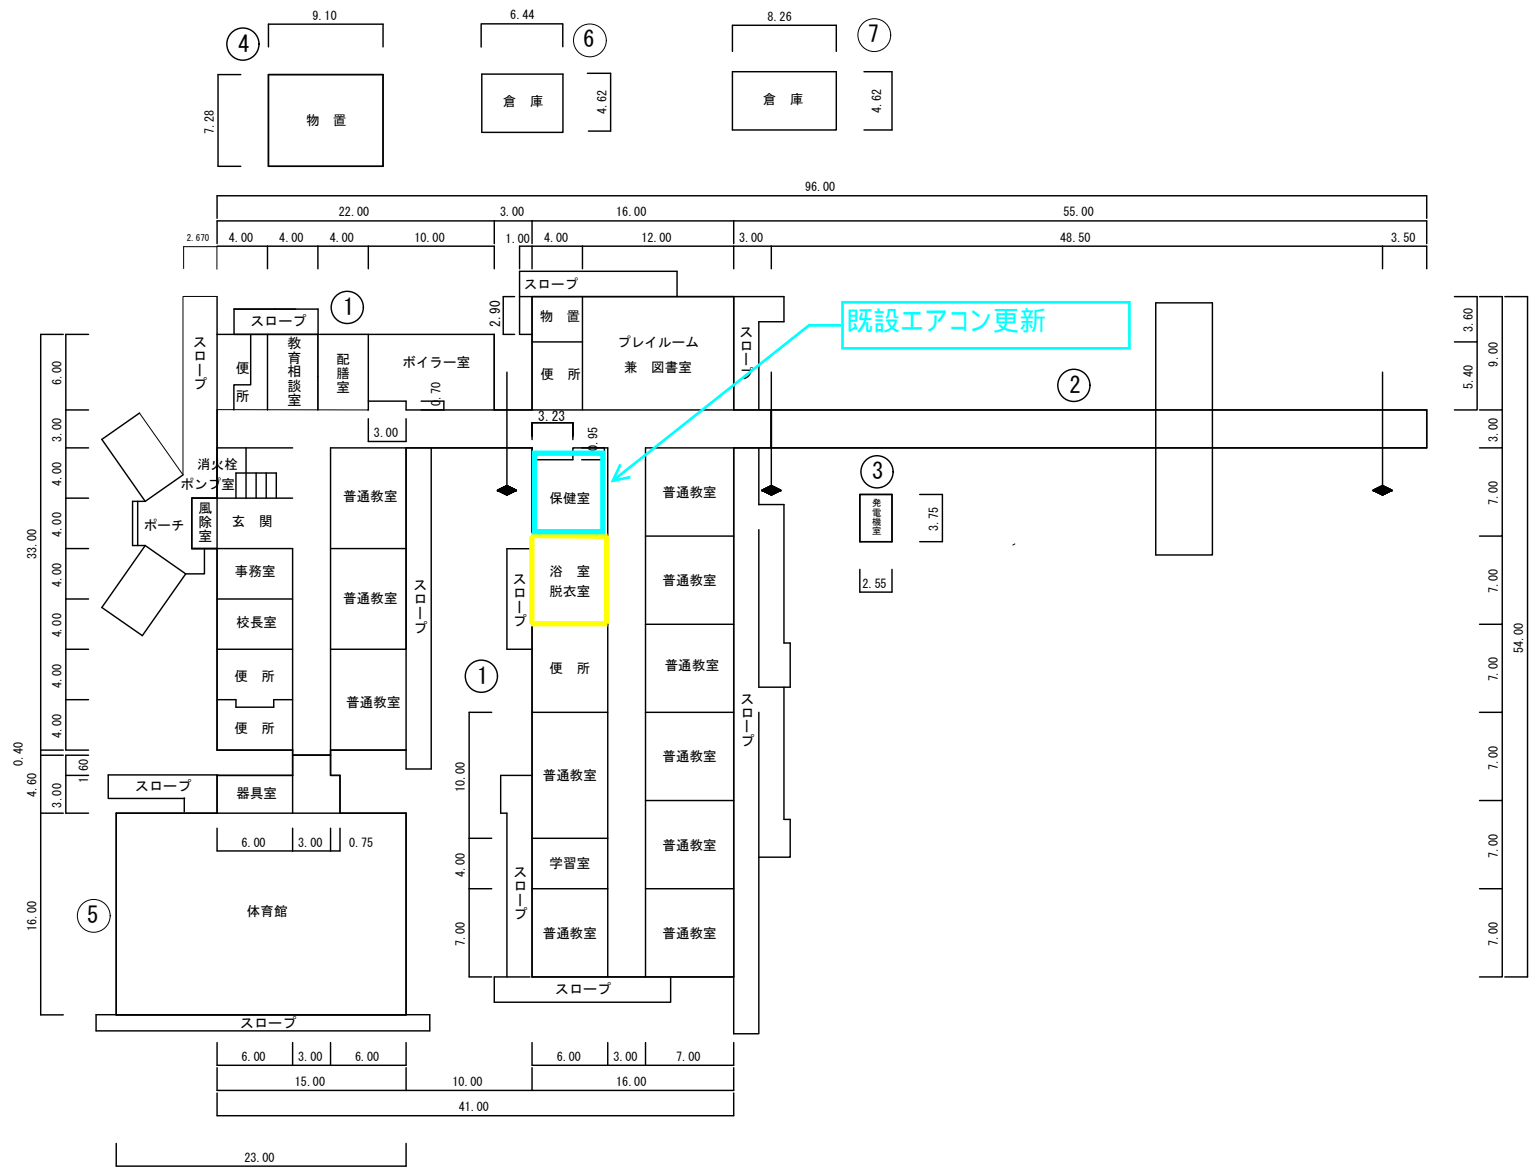 9.10
6.44
8.26
④
⑥
⑦
7.28
物 置
倉 庫
4.62
倉 庫
4.62
96.00
22.00
3.00
16.00
55.00
2.670
4.00
4.00
4.00
10.00
1.00
4.00
12.00
3.00
48.50
3.50
スロープ
①
スロープ
2.90
物 置
プレイルーム
兼 図書室
スロープ
既設エアコン更新
3.60
9.00
5.40
スロープ
便
所
教育相談室
配膳室
ボイラー室
0.70
便 所
②
6.00
3.00
3.23
0.95
3.00
3.00
消火栓
ポンプ室
4.00
普通教室
保健室
普通教室
③
7.00
風除室
玄 関
ポーチ
4.00
発電機室
3.75
2.55
33.00
事務室
4.00
普通教室
スロープ
スロープ
浴 室
脱衣室
普通教室
7.00
校長室
4.00
54.00
便 所
4.00
普通教室
①
便 所
普通教室
7.00
スロープ
便 所
4.00
0.40
4.60
1.60
3.00
スロープ
器具室
10.00
普通教室
普通教室
7.00
6.00
3.00
0.75
4.00
学習室
スロープ
普通教室
7.00
⑤
体育館
16.00
7.00
普通教室
普通教室
7.00
スロープ
スロープ
6.00
3.00
6.00
6.00
3.00
7.00
15.00
10.00
16.00
41.00
23.00